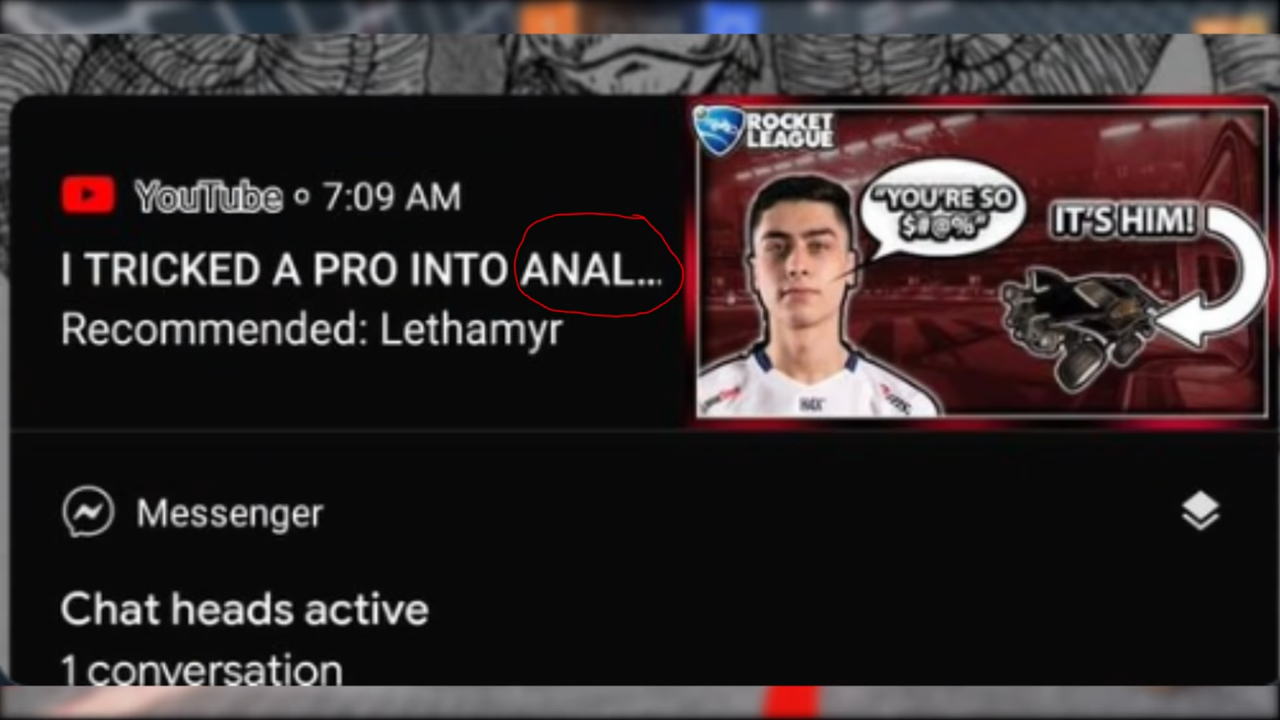 YouTube • 7:09 AM
I TRICKED A PRO INTO ANAL...
Recommended: Lethamyr
ROCKET
LEAGUE
"YOU'RE SO
$#@%"
IT'S HIM!
Messenger
Chat heads active
1 conversation